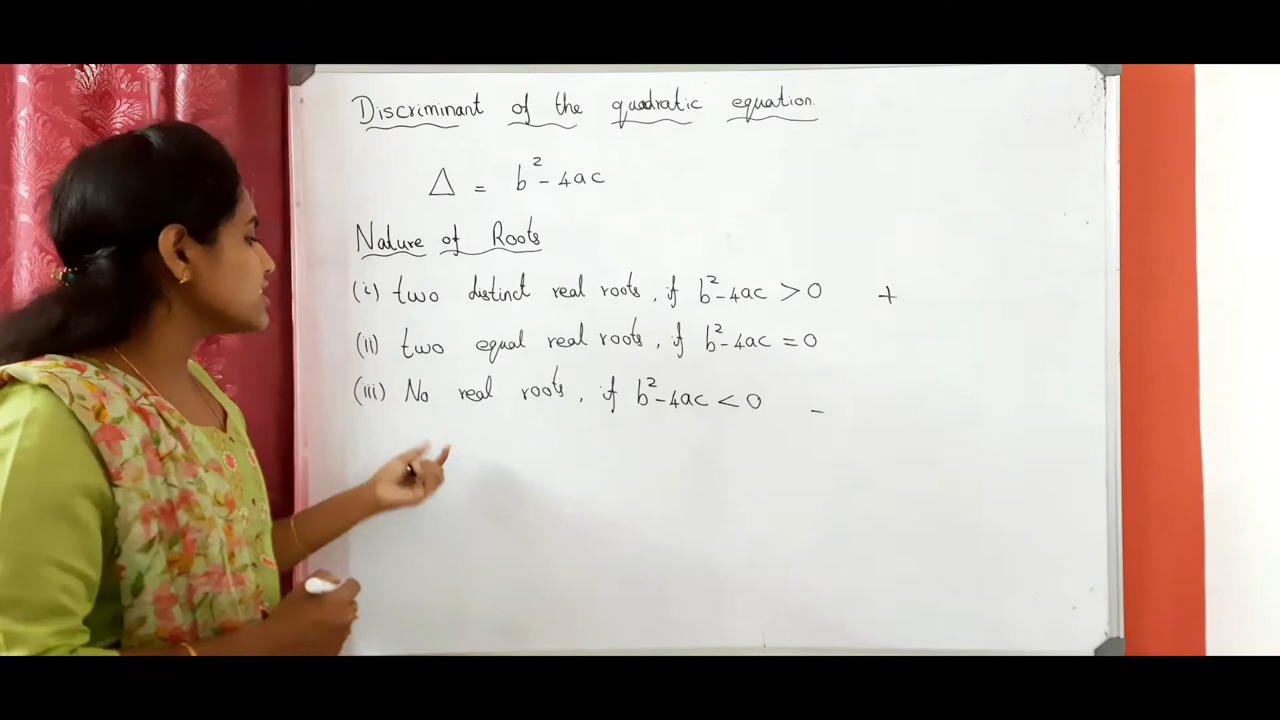 Discriminant of the quadratic equation.
Δ = b² - 4ac
Nature of Roots
(i) two distinct real roots, if b² - 4ac > 0 +
(ii) two equal real roots, if b² - 4ac = 0
(iii) No real roots, if b² - 4ac < 0 -